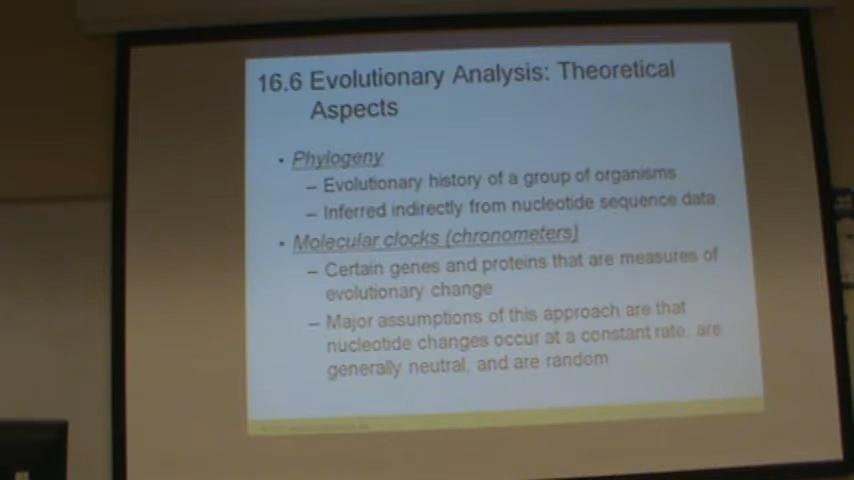 16.6 Evolutionary Analysis: Theoretical
Aspects
• Phylogeny
– Evolutionary history of a group of organisms
– Inferred indirectly from nucleotide sequence data
• Molecular clocks (chronometers)
– Certain genes and proteins that are measures of
evolutionary change
– Major assumptions of this approach are that
nucleotide changes occur at a constant rate, are
generally neutral, and are random